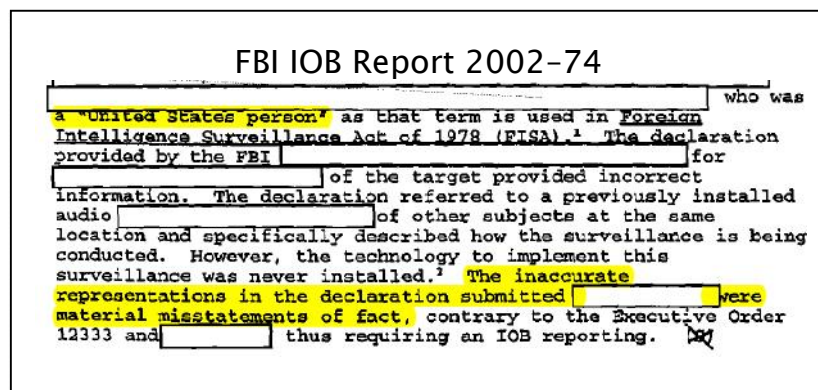 FBI IOB Report 2002-74
who was
a "United States person" as that term is used in Foreign
Intelligence Surveillance Act of 1978 (FISA).¹ The declaration
provided by the FBI for
of the target provided incorrect
information. The declaration referred to a previously installed
audio of other subjects at the same
location and specifically described how the surveillance is being
conducted. However, the technology to implement this
surveillance was never installed.² The inaccurate
representations in the declaration submitted were
material misstatements of fact, contrary to the Executive Order
12333 and thus requiring an IOB reporting.